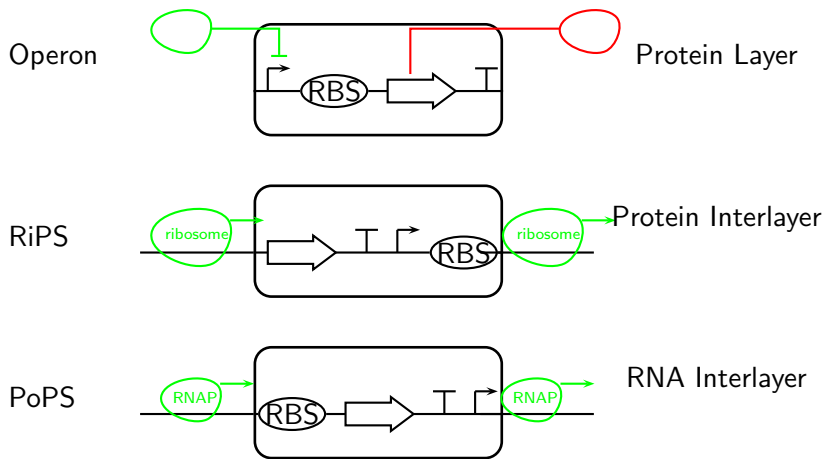 Operon
RBS
Protein Layer
RiPS
ribosome
RBS
ribosome
Protein Interlayer
PoPS
RNAP
RBS
RNAP
RNA Interlayer